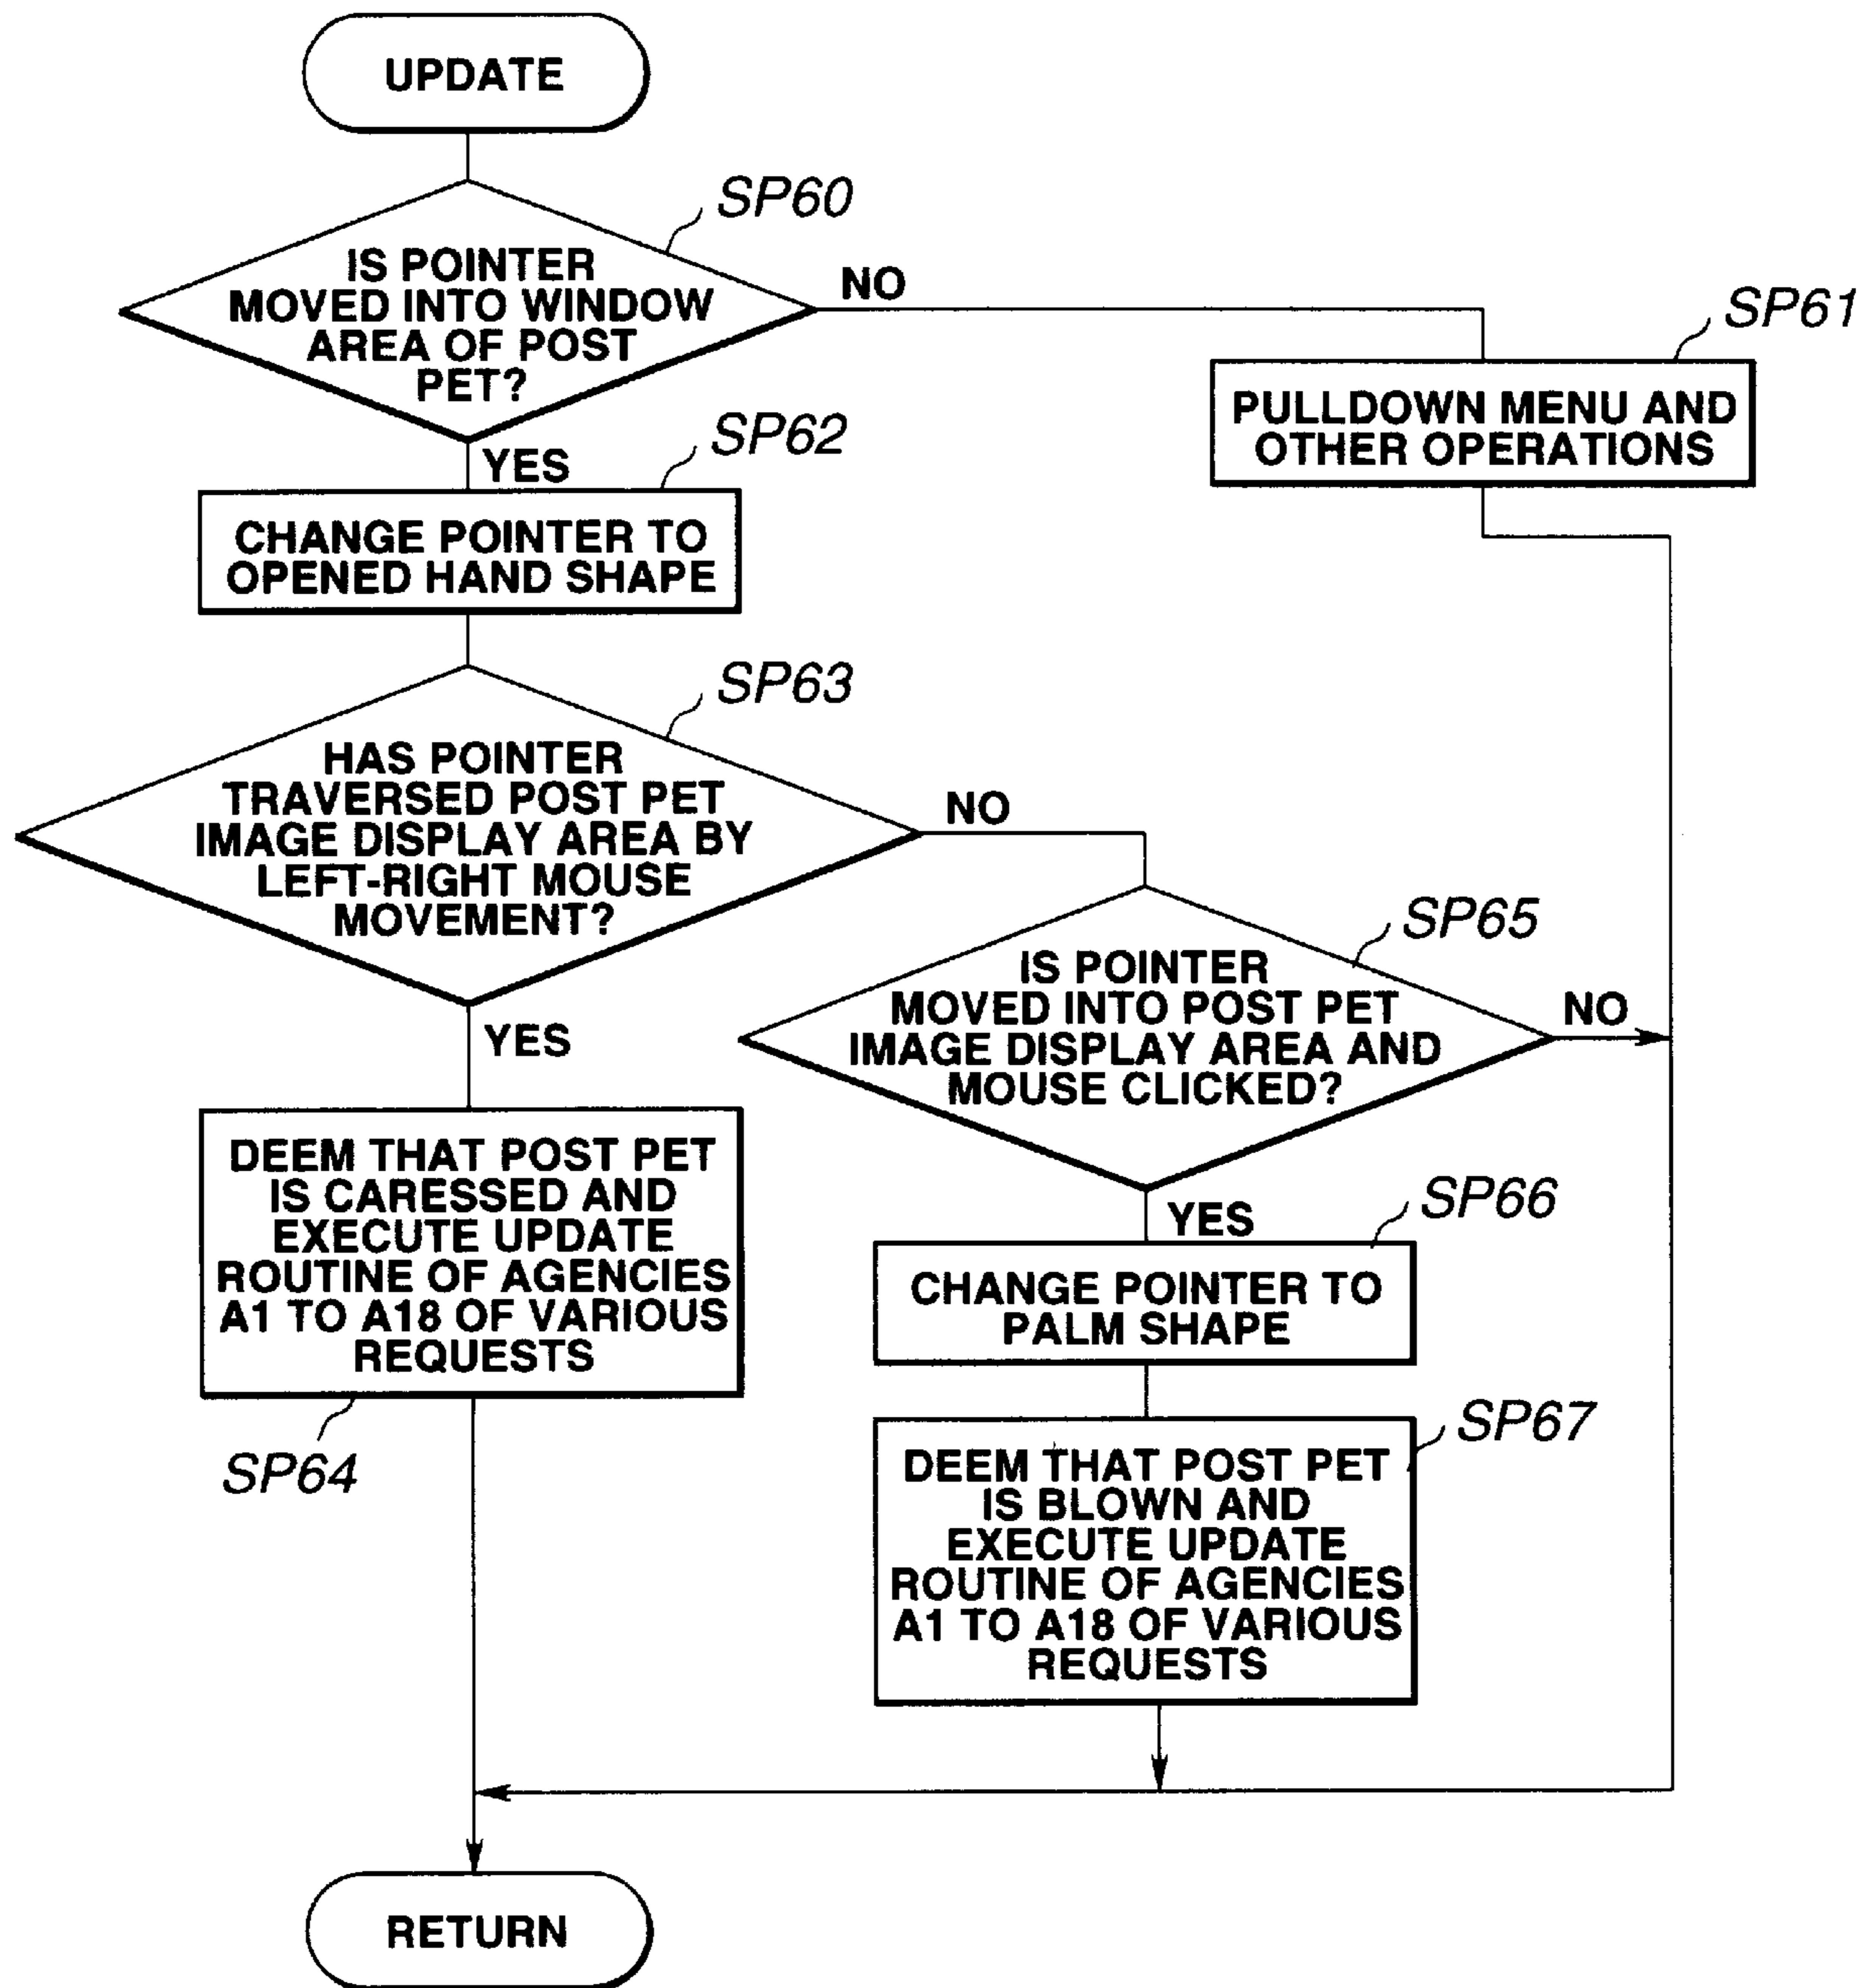 UPDATE
SP60
IS POINTER
MOVED INTO WINDOW
AREA OF POST
PET?
NO
SP61
PULLDOWN MENU AND
OTHER OPERATIONS
YES
SP62
CHANGE POINTER TO
OPENED HAND SHAPE
SP63
HAS POINTER
TRAVERSED POST PET
IMAGE DISPLAY AREA BY
LEFT-RIGHT MOUSE
MOVEMENT?
NO
YES
SP65
IS POINTER
MOVED INTO POST PET
IMAGE DISPLAY AREA AND
MOUSE CLICKED?
NO
DEEM THAT POST PET
IS CARESSED AND
EXECUTE UPDATE
ROUTINE OF AGENCIES
A1 TO A18 OF VARIOUS
REQUESTS
SP64
YES
SP66
CHANGE POINTER TO
PALM SHAPE
SP67
DEEM THAT POST PET
IS BLOWN AND
EXECUTE UPDATE
ROUTINE OF AGENCIES
A1 TO A18 OF VARIOUS
REQUESTS
RETURN